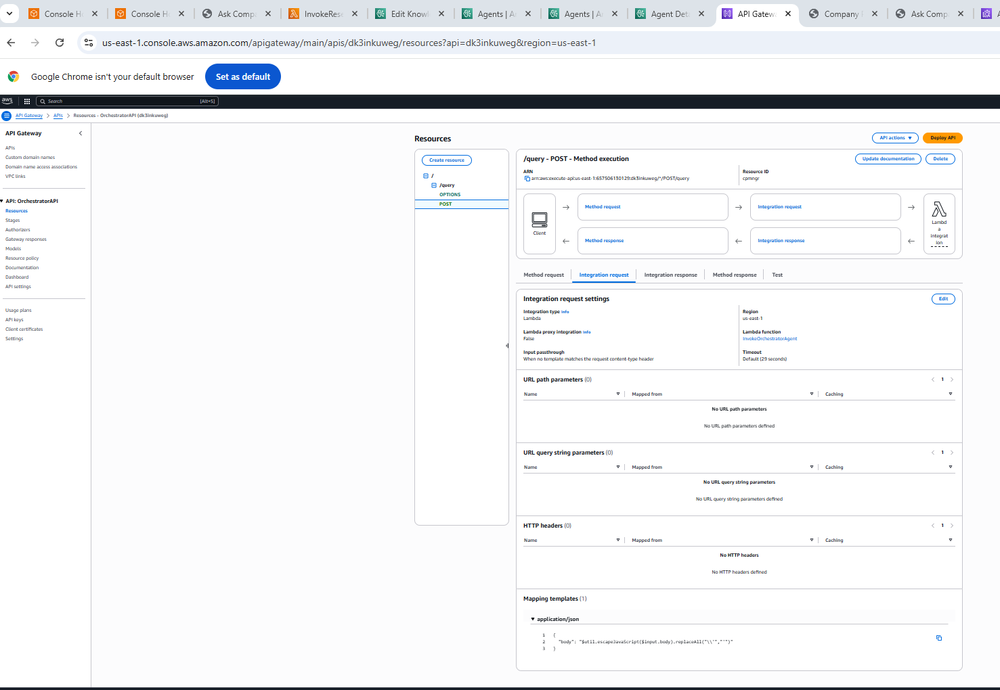 Console H
Console H
Ask Comp
InvokeRes
Edit Knowl
Agents | A
Agents | A
Agent Det
API Gatew
Company
Ask Comp
us-east-1.console.aws.amazon.com/apigateway/main/apis/dk3inkuweg/resources?api=dk3inkuweg&region=us-east-1
Google Chrome isn't your default browser
Set as default
aws
Search
[Alt+S]
API Gateway > APIs > Resources - OrchestratorAPI (dk3inkuweg)
API Gateway
APIs
Custom domain names
Domain name access associations
VPC links
API: OrchestratorAPI
Resources
Stages
Authorizers
Gateway responses
Models
Resource policy
Documentation
Dashboard
API settings
Usage plans
API keys
Client certificates
Settings
Resources
API actions
Deploy API
Create resource
/
/query
OPTIONS
POST
/query - POST - Method execution
Update documentation
Delete
ARN
arn:aws:execute-api:us-east-1:657506130129:dk3inkuweg/*/POST/query
Resource ID
cpmngr
Client
Method request
Integration request
Method response
Integration response
Lambd
a
integrat
ion
Method request
Integration request
Integration response
Method response
Test
Integration request settings
Edit
Integration type Info
Lambda
Region
us-east-1
Lambda proxy integration Info
False
Lambda function
InvokeOrchestratorAgent
Input passthrough
When no template matches the request content-type header
Timeout
Default (29 seconds)
URL path parameters (0)
1
Name
Mapped from
Caching
No URL path parameters
No URL path parameters defined
URL query string parameters (0)
1
Name
Mapped from
Caching
No URL query string parameters
No URL query string parameters defined
HTTP headers (0)
1
Name
Mapped from
Caching
No HTTP headers
No HTTP headers defined
Mapping templates (1)
application/json
1 {
2 "body": "$util.escapeJavaScript($input.body).replaceAll("\\'","'")"
3 }